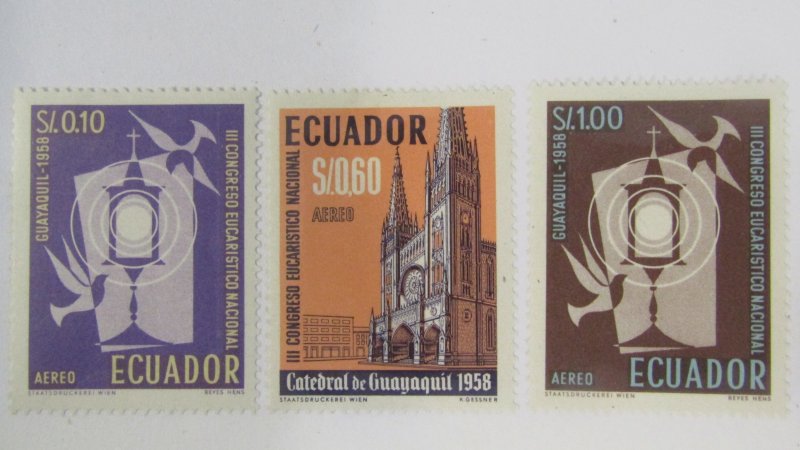 S/.0.10
GUAYAQUIL-1958
III CONGRESO EUCARISTICO NACIONAL
AEREO ECUADOR
STAATSDRUCKEREI WIEN REYES HENS
ECUADOR
S/0,60
AEREO
III CONGRESO EUCARISTICO NACIONAL
Catedral de Guayaquil 1958
STAATSDRUCKEREI WIEN K.GESSNER
S/.1.00
GUAYAQUIL-1958
III CONGRESO EUCARISTICO NACIONAL
AEREO ECUADOR
STAATSDRUCKEREI WIEN REYES HENS